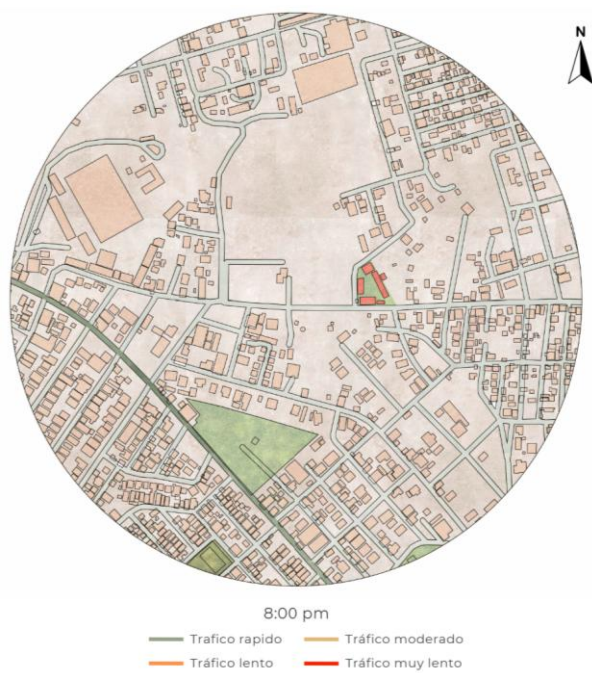 N
8:00 pm
Trafico rapido
Tráfico moderado
Tráfico lento
Tráfico muy lento